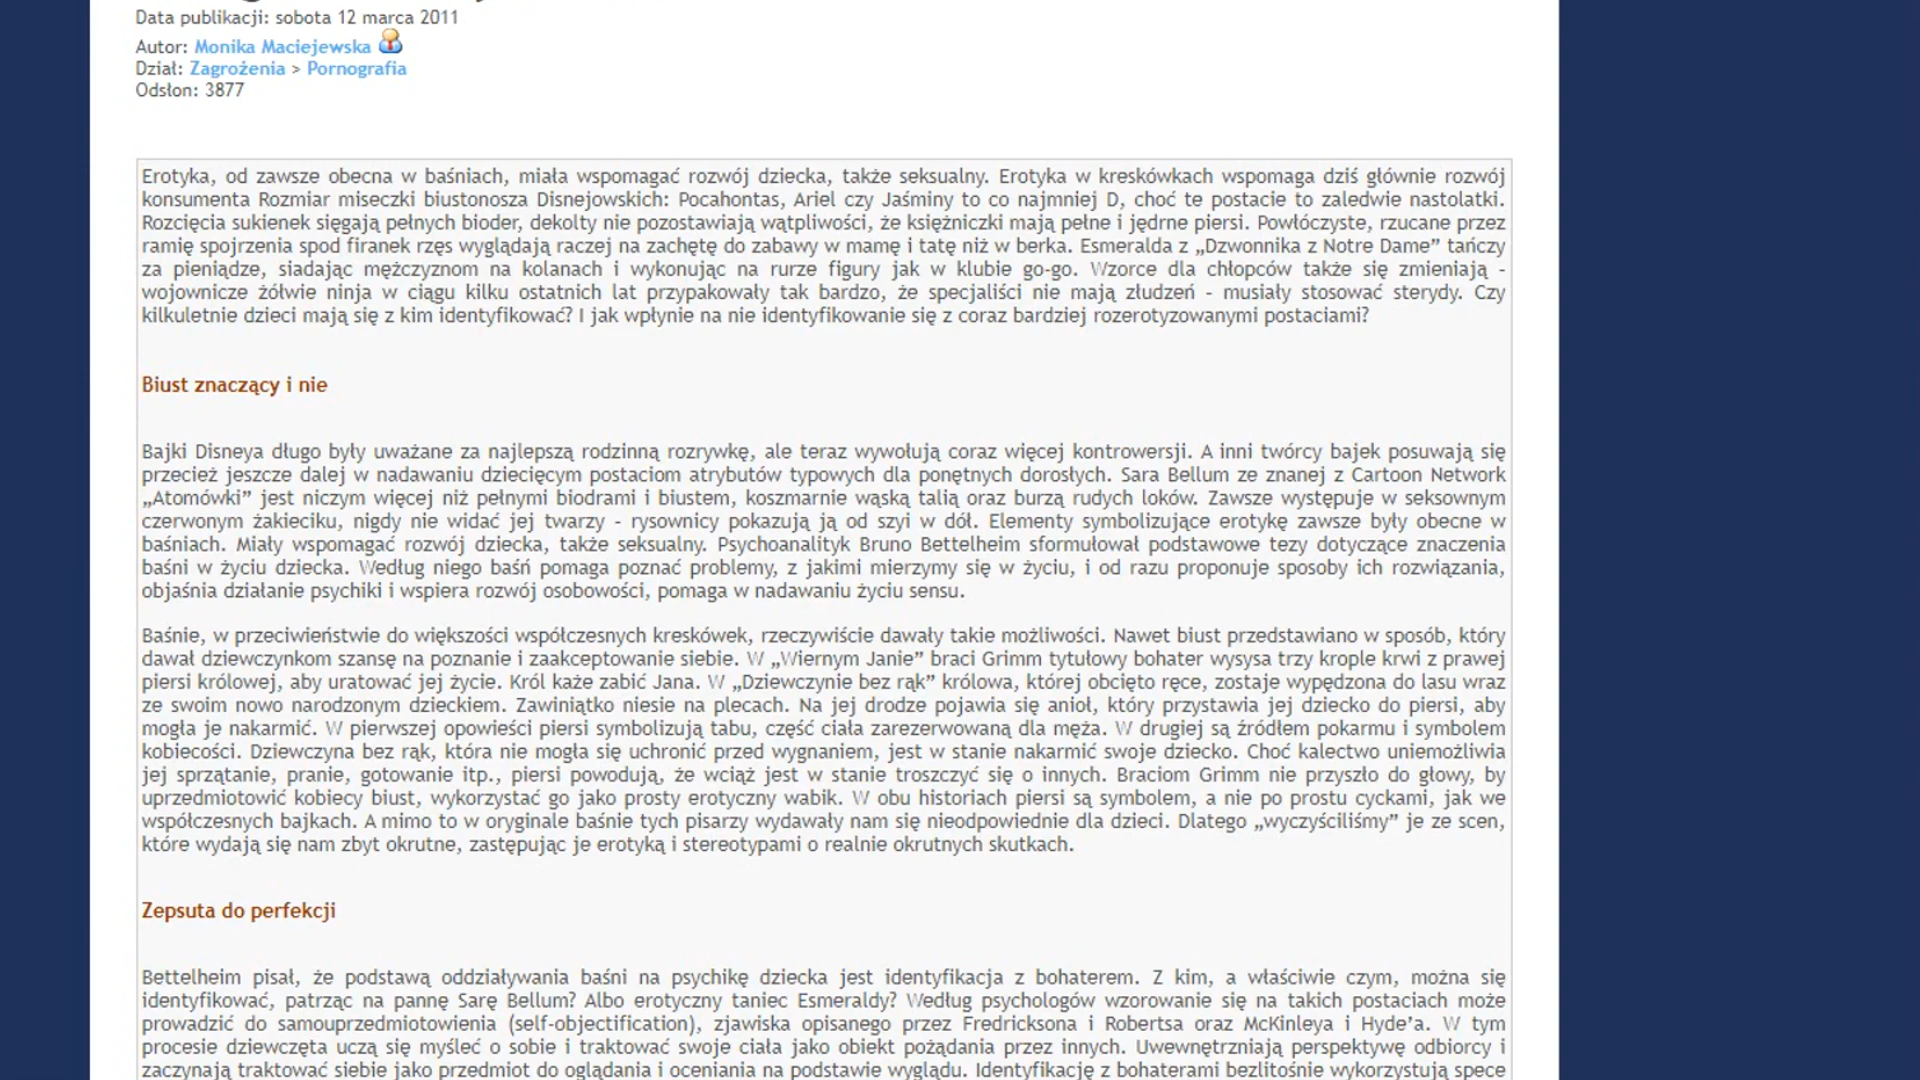 Data publikacji: sobota 12 marca 2011
Autor: Monika Maciejewska
Dział: Zagrożenia > Pornografia
Odsłon: 3877
Erotyka, od zawsze obecna w baśniach, miała wspomagać rozwój dziecka, także seksualny. Erotyka w kreskówkach wspomaga dziś głównie rozwój
konsumenta Rozmiar miseczki biustonosza Disnejowskich: Pocahontas, Ariel czy Jaśminy to co najmniej D, choć te postacie to zaledwie nastolatki.
Rozcięcia sukienek sięgają pełnych bioder, dekolty nie pozostawiają wątpliwości, że księżniczki mają pełne i jędrne piersi. Powłóczyste, rzucane przez
ramię spojrzenia spod firanek rzęs wyglądają raczej na zachętę do zabawy w mamę i tatę niż w berka. Esmeralda z „Dzwonnika z Notre Dame” tańczy
za pieniądze, siadając mężczyznom na kolanach i wykonując na rurze figury jak w klubie go-go. Wzorce dla chłopców także się zmieniają -
wojownicze żółwie ninja w ciągu kilku ostatnich lat przypakowały tak bardzo, że specjaliści nie mają złudzeń - musiały stosować sterydy. Czy
kilkuletnie dzieci mają się z kim identyfikować? I jak wpłynie na nie identyfikowanie się z coraz bardziej rozerotyzowanymi postaciami?
Biust znaczący i nie
Bajki Disneya długo były uważane za najlepszą rodzinną rozrywkę, ale teraz wywołują coraz więcej kontrowersji. A inni twórcy bajek posuwają się
przecież jeszcze dalej w nadawaniu dziecięcym postaciom atrybutów typowych dla ponętnych dorosłych. Sara Bellum ze znanej z Cartoon Network
„Atomówki” jest niczym więcej niż pełnymi biodrami i biustem, koszmarnie wąską talią oraz burzą rudych loków. Zawsze występuje w seksownym
czerwonym żakieciku, nigdy nie widać jej twarzy - rysownicy pokazują ją od szyi w dół. Elementy symbolizujące erotykę zawsze były obecne w
baśniach. Miały wspomagać rozwój dziecka, także seksualny. Psychoanalityk Bruno Bettelheim sformułował podstawowe tezy dotyczące znaczenia
baśni w życiu dziecka. Według niego baśń pomaga poznać problemy, z jakimi mierzymy się w życiu, i od razu proponuje sposoby ich rozwiązania,
objaśnia działanie psychiki i wspiera rozwój osobowości, pomaga w nadawaniu życiu sensu.
Baśnie, w przeciwieństwie do większości współczesnych kreskówek, rzeczywiście dawały takie możliwości. Nawet biust przedstawiano w sposób, który
dawał dziewczynkom szansę na poznanie i zaakceptowanie siebie. W „Wiernym Janie” braci Grimm tytułowy bohater wysysa trzy krople krwi z prawej
piersi królowej, aby uratować jej życie. Król każe zabić Jana. W „Dziewczynie bez rąk” królowa, której obcięto ręce, zostaje wypędzona do lasu wraz
ze swoim nowo narodzonym dzieckiem. Zawiniątko niesie na plecach. Na jej drodze pojawia się anioł, który przystawia jej dziecko do piersi, aby
mogła je nakarmić. W pierwszej opowieści piersi symbolizują tabu, część ciała zarezerwowaną dla męża. W drugiej są źródłem pokarmu i symbolem
kobiecości. Dziewczyna bez rąk, która nie mogła się uchronić przed wygnaniem, jest w stanie nakarmić swoje dziecko. Choć kalectwo uniemożliwia
jej sprzątanie, pranie, gotowanie itp., piersi powodują, że wciąż jest w stanie troszczyć się o innych. Braciom Grimm nie przyszło do głowy, by
uprzedmiotowić kobiecy biust, wykorzystać go jako prosty erotyczny wabik. W obu historiach piersi są symbolem, a nie po prostu cyckami, jak we
współczesnych bajkach. A mimo to w oryginale baśnie tych pisarzy wydawały nam się nieodpowiednie dla dzieci. Dlatego „wyczyściliśmy” je ze scen,
które wydają się nam zbyt okrutne, zastępując je erotyką i stereotypami o realnie okrutnych skutkach.
Zepsuta do perfekcji
Bettelheim pisał, że podstawą oddziaływania baśni na psychikę dziecka jest identyfikacja z bohaterem. Z kim, a właściwie czym, można się
identyfikować, patrząc na pannę Sarę Bellum? Albo erotyczny taniec Esmeraldy? Według psychologów wzorowanie się na takich postaciach może
prowadzić do samouprzedmiotowienia (self-objectification), zjawiska opisanego przez Fredricksona i Robertsa oraz McKinleya i Hyde’a. W tym
procesie dziewczęta uczą się myśleć o sobie i traktować swoje ciała jako obiekt pożądania przez innych. Uwewnętrzniają perspektywę odbiorcy i
zaczynają traktować siebie jako przedmiot do oglądania i oceniania na podstawie wyglądu. Identyfikację z bohaterami bezlitośnie wykorzystują spece